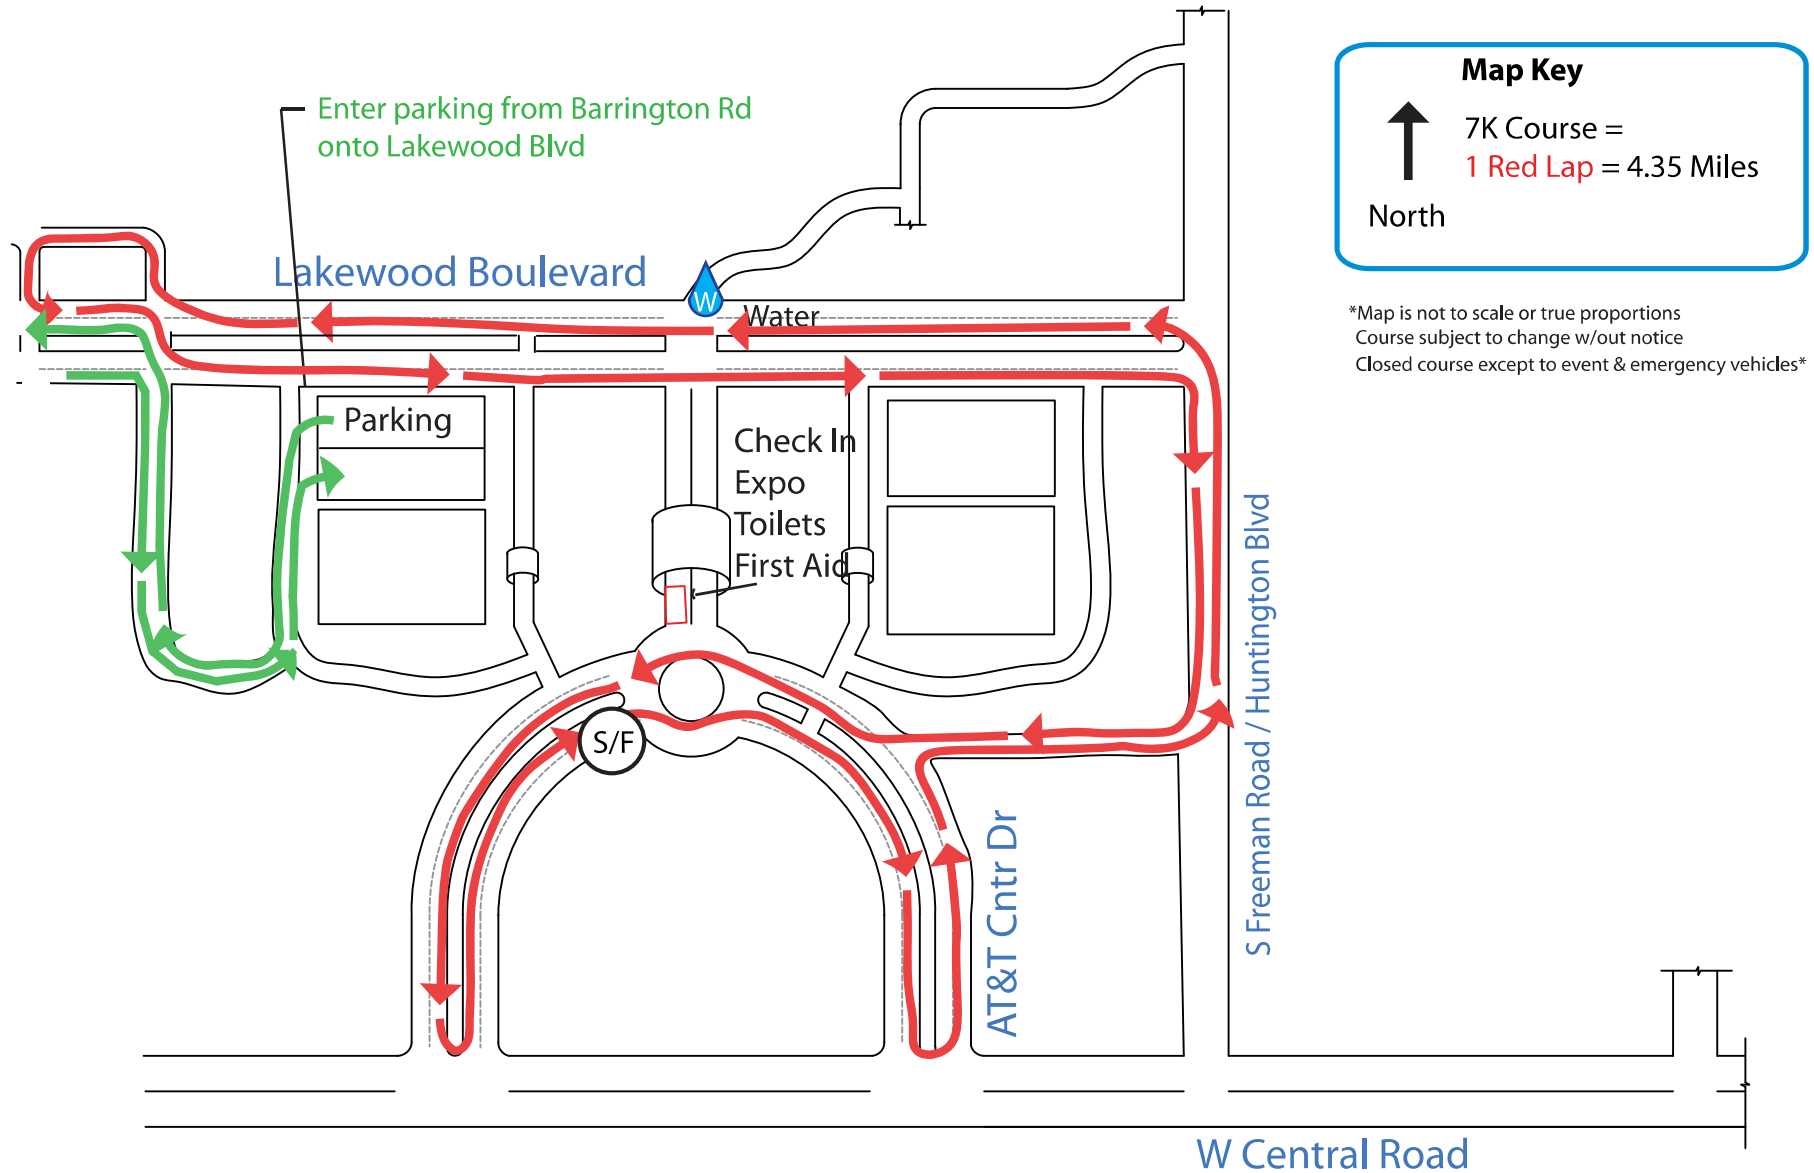 Map Key
7K Course =
1 Red Lap = 4.35 Miles
North
Enter parking from Barrington Rd
onto Lakewood Blvd
Lakewood Boulevard
W
Water
*Map is not to scale or true proportions
Course subject to change w/out notice
Closed course except to event & emergency vehicles*
Parking
Check In
Expo
Toilets
First Aid
S Freeman Road / Huntington Blvd
S/F
AT&T Cntr Dr
W Central Road